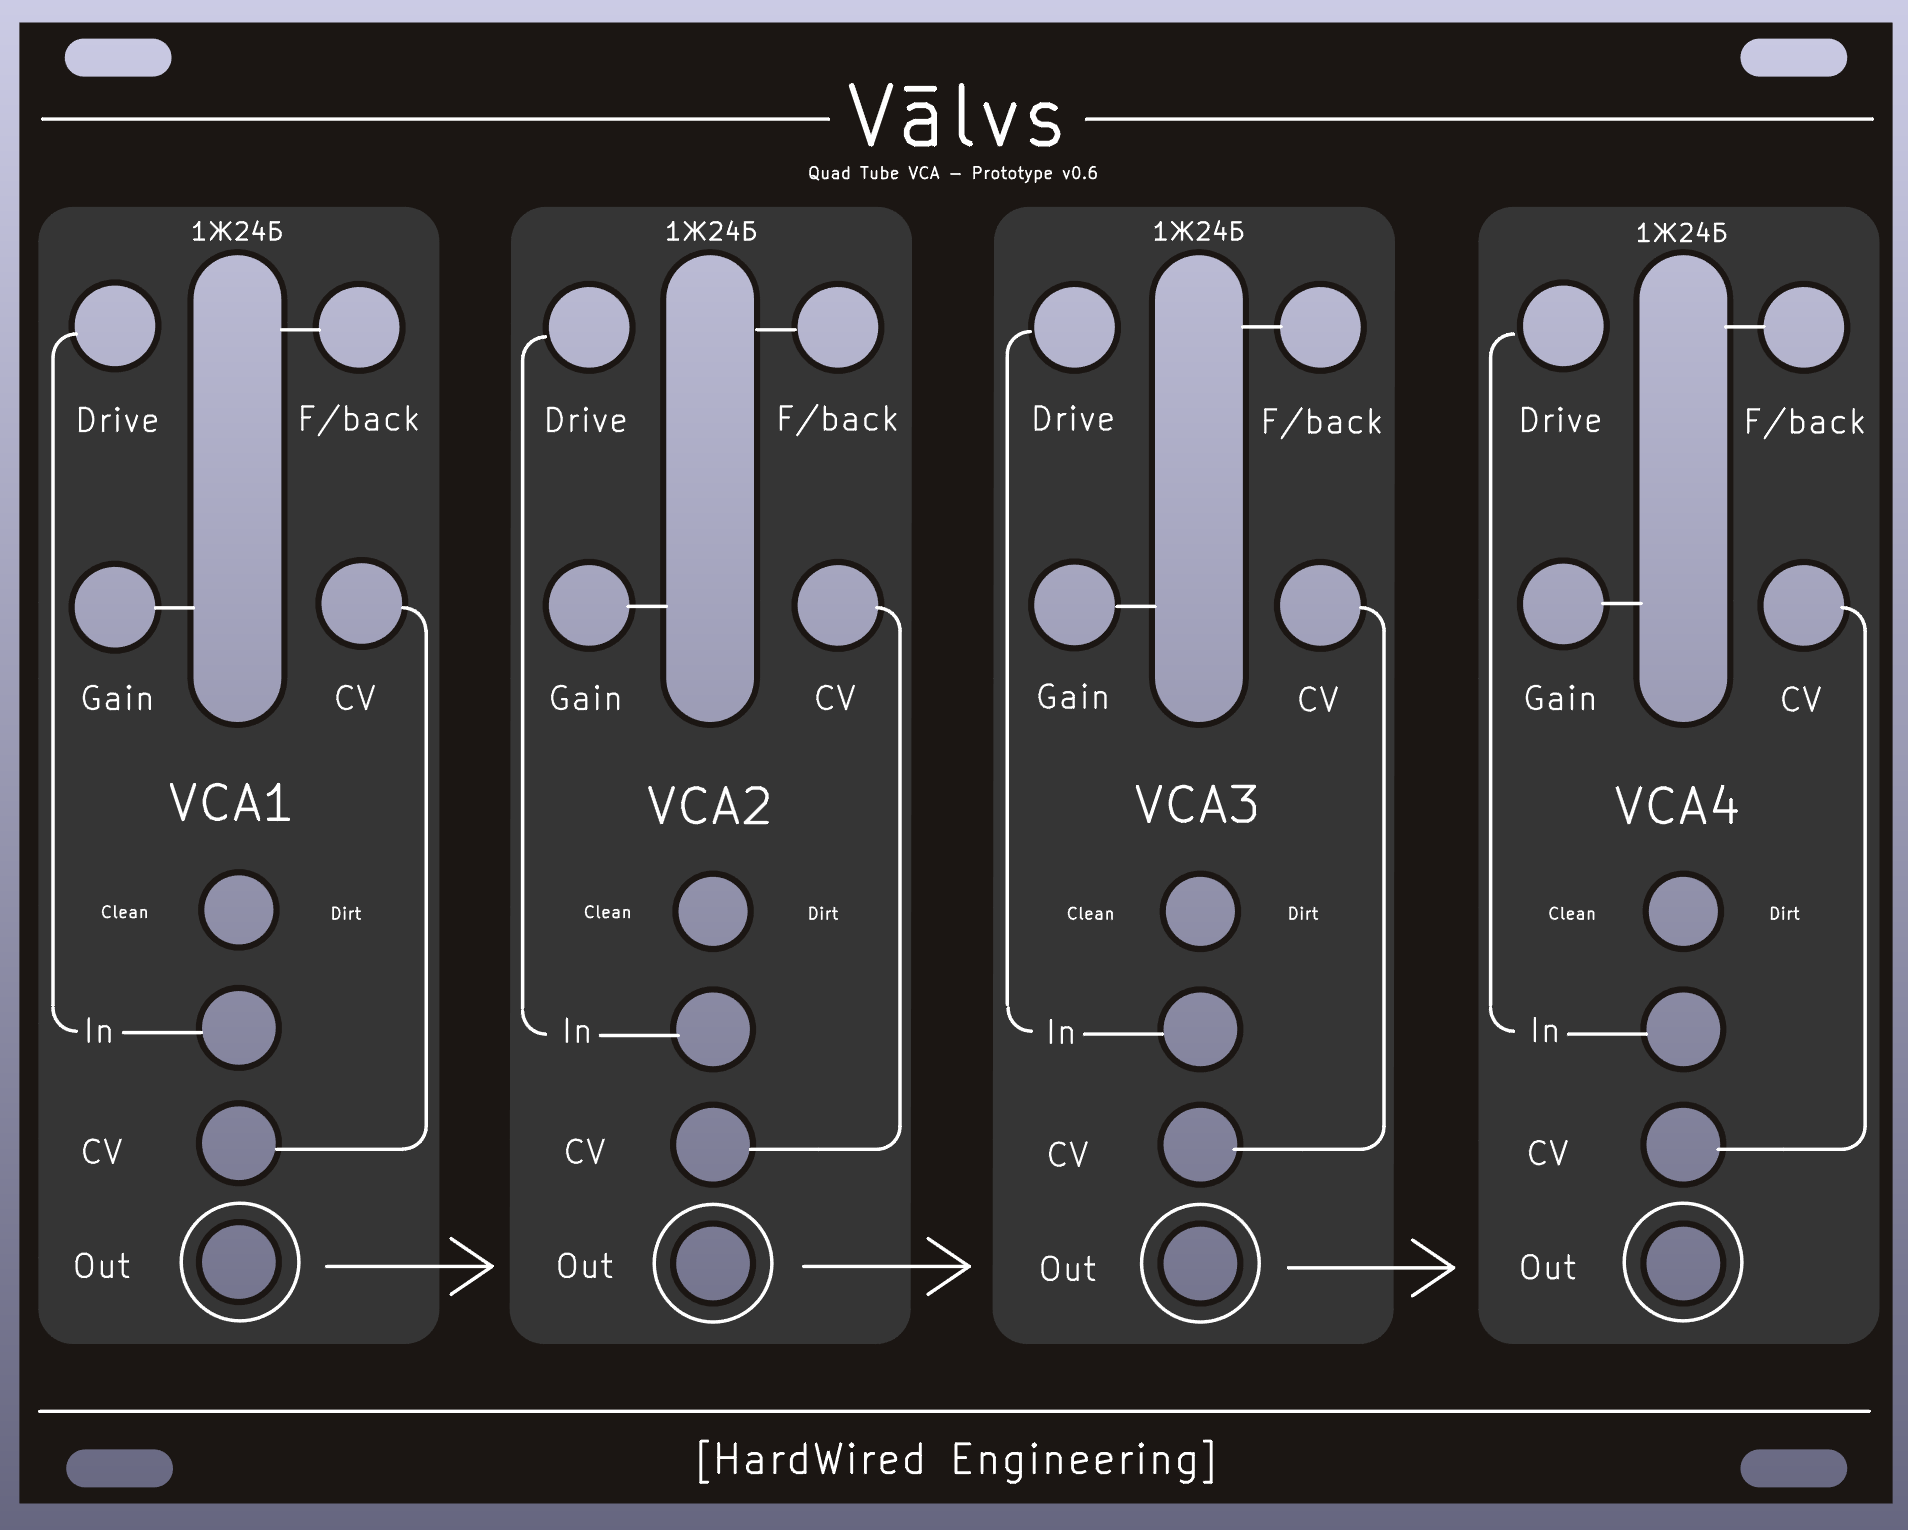 Vālvs
Quad Tube VCA – Prototype v0.6
1Ж24Б
Drive
F/back
Gain
CV
VCA1
Clean
Dirt
In
CV
Out
1Ж24Б
Drive
F/back
Gain
CV
VCA2
Clean
Dirt
In
CV
Out
1Ж24Б
Drive
F/back
Gain
CV
VCA3
Clean
Dirt
In
CV
Out
1Ж24Б
Drive
F/back
Gain
CV
VCA4
Clean
Dirt
In
CV
Out
[HardWired Engineering]